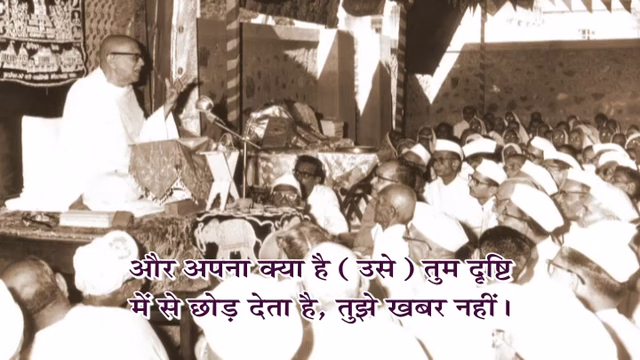 और अपना क्या है ( उसे ) तुम दृष्टि
में से छोड़ देता है, तुझे खबर नहीं।